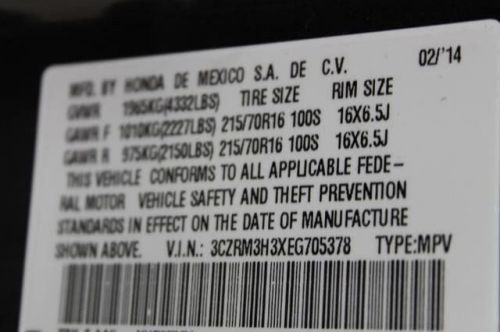 MFD. BY HONDA DE MEXICO S.A. DE C.V. 02/'14
GVWR 1965KG(4332LBS) TIRE SIZE RIM SIZE
GAWR F 1010KG(2227LBS) 215/70R16 100S 16X6.5J
GAWR R 975KG(2150LBS) 215/70R16 100S 16X6.5J
THIS VEHICLE CONFORMS TO ALL APPLICABLE FEDE-
RAL MOTOR VEHICLE SAFETY AND THEFT PREVENTION
STANDARDS IN EFFECT ON THE DATE OF MANUFACTURE
SHOWN ABOVE. V.I.N.: 3CZRM3H3XEG705378 TYPE:MPV